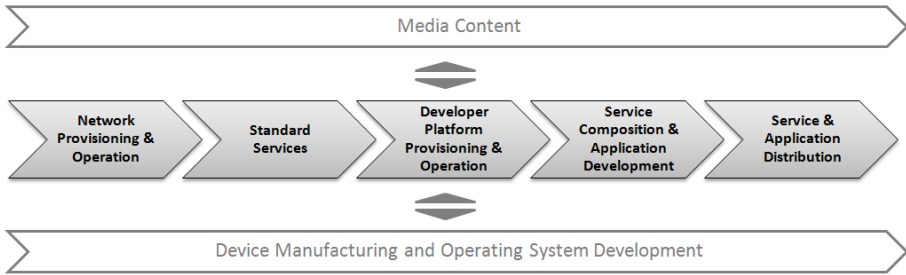 Media Content
Network
Provisioning &
Operation
Standard
Services
Developer
Platform
Provisioning &
Operation
Service
Composition &
Application
Development
Service &
Application
Distribution
Device Manufacturing and Operating System Development